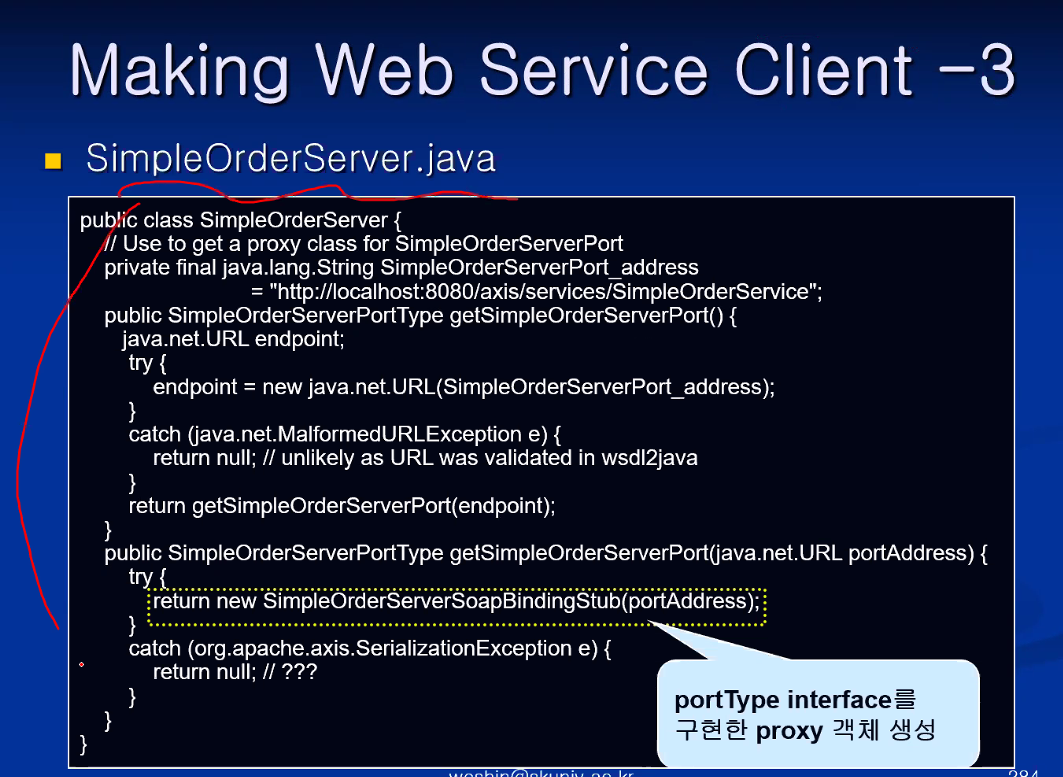 Making Web Service Client -3
SimpleOrderServer.java
public class SimpleOrderServer {
// Use to get a proxy class for SimpleOrderServerPort
private final java.lang.String SimpleOrderServerPort_address
= "http://localhost:8080/axis/services/SimpleOrderService";
public SimpleOrderServerPortType getSimpleOrderServerPort() {
java.net.URL endpoint;
try {
endpoint = new java.net.URL(SimpleOrderServerPort_address);
}
catch (java.net.MalformedURLException e) {
return null; // unlikely as URL was validated in wsdl2java
}
return getSimpleOrderServerPort(endpoint);
}
public SimpleOrderServerPortType getSimpleOrderServerPort(java.net.URL portAddress) {
try {
return new SimpleOrderServerSoapBindingStub(portAddress);
}
catch (org.apache.axis.SerializationException e) {
return null; // ???
}
}
}
portType interface를
구현한 proxy 객체 생성